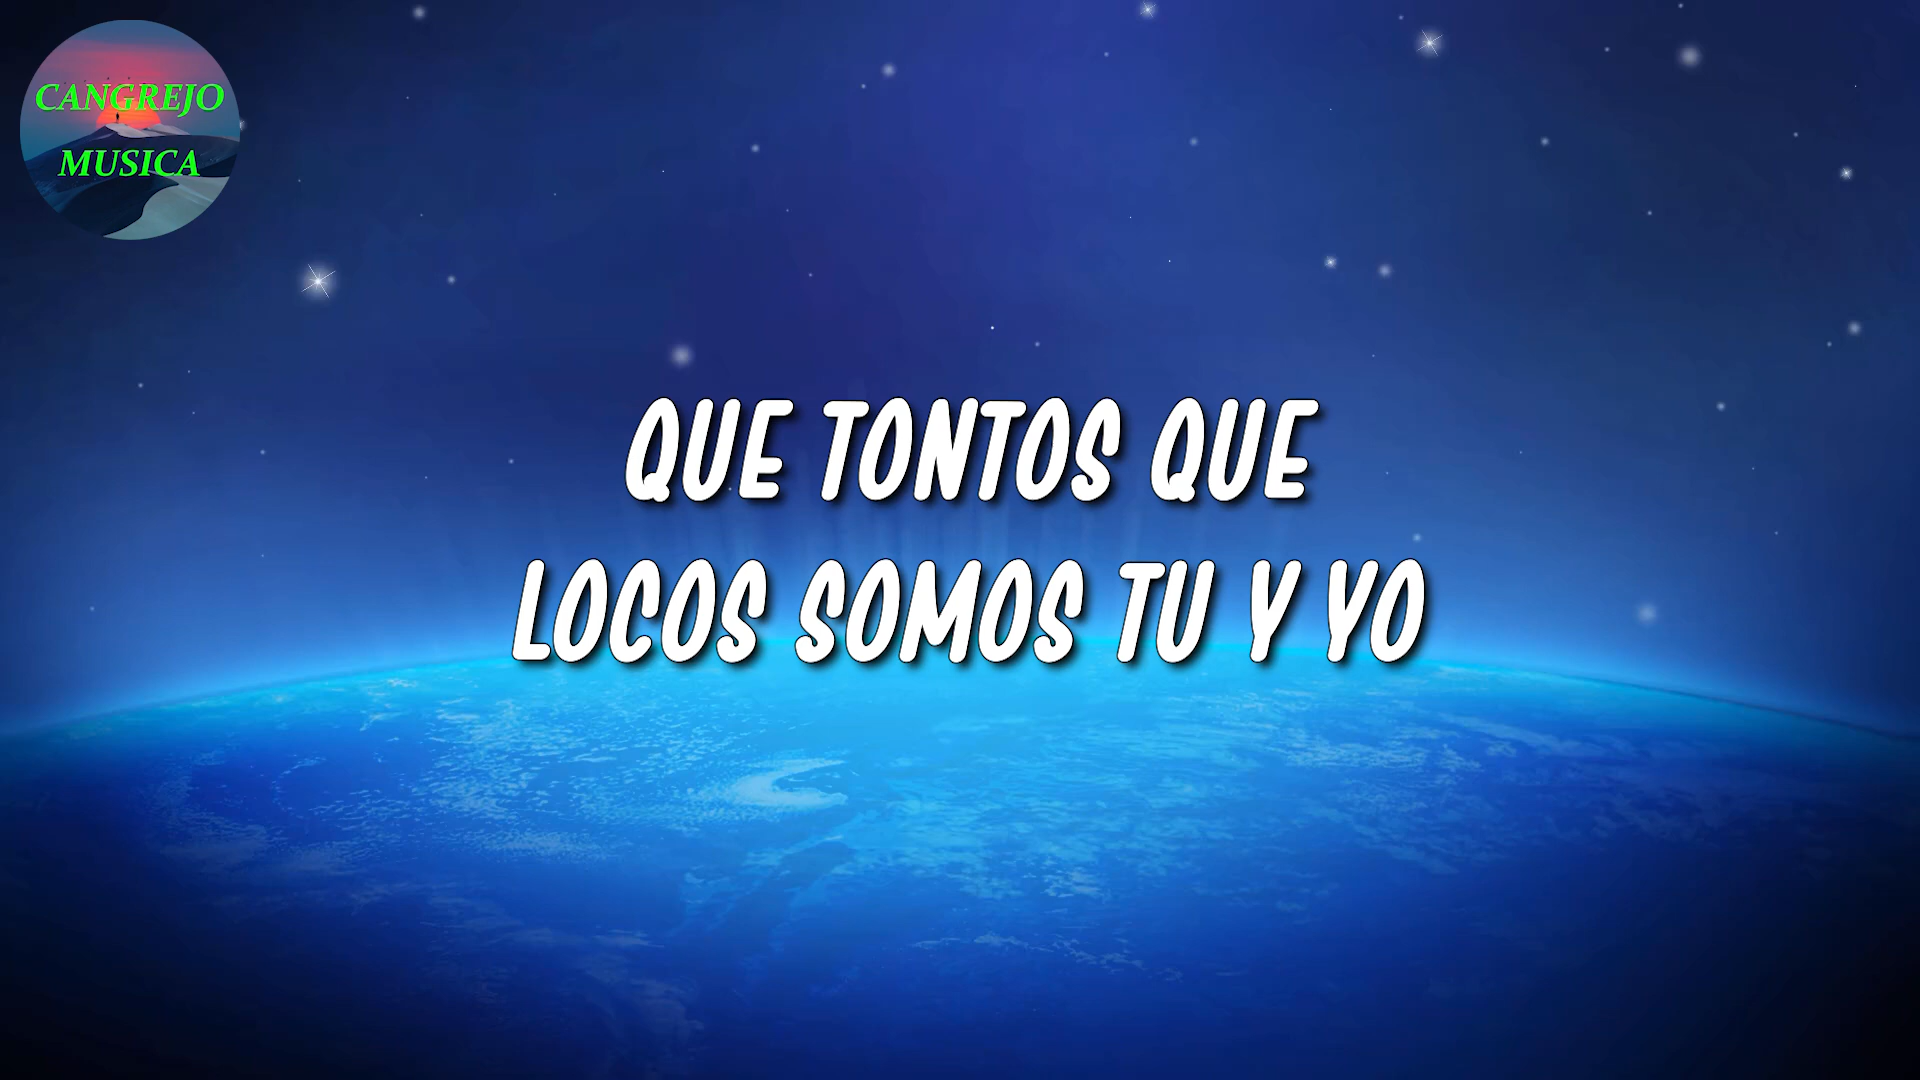 CANGREJO
MUSICA
QUE TONTOS QUE
LOCOS SOMOS TU Y YO